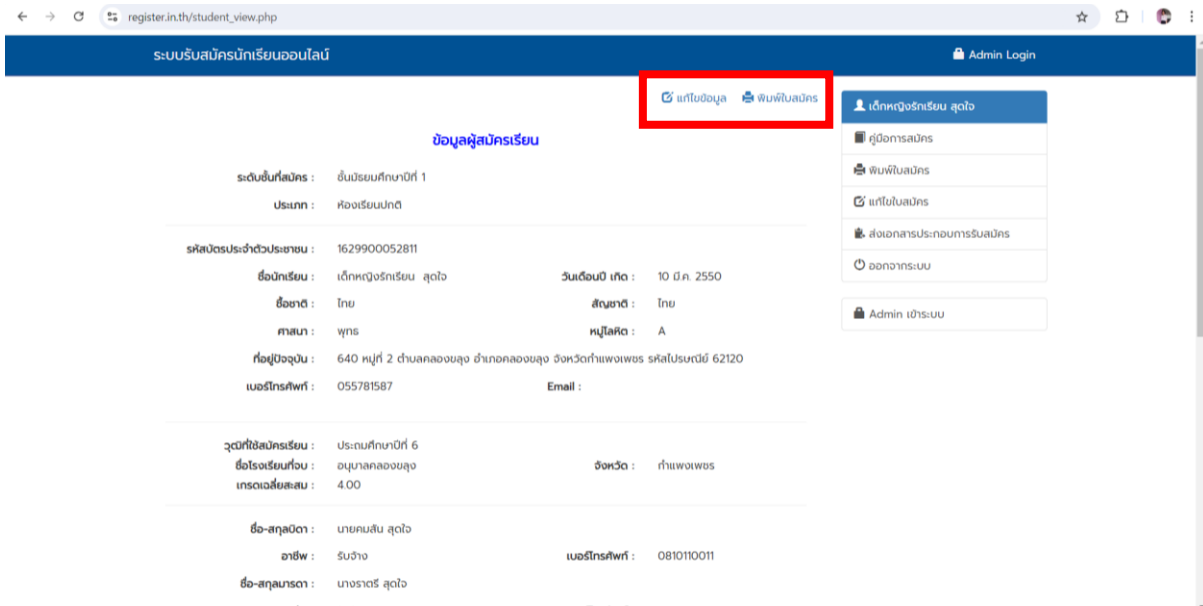 register.in.th/student_view.php
ระบบรับสมัครนักเรียนออนไลน์ Admin Login
แก้ไขข้อมูล พิมพ์ใบสมัคร
ข้อมูลผู้สมัครเรียน
ระดับชั้นที่สมัคร : ชั้นมัธยมศึกษาปีที่ 1
ประเภท : ห้องเรียนปกติ
รหัสบัตรประจำตัวประชาชน : 1629900052811
ชื่อนักเรียน : เด็กหญิงรักเรียน สุดใจ วันเดือนปี เกิด : 10 มี.ค. 2550
เชื้อชาติ : ไทย สัญชาติ : ไทย
ศาสนา : พุทธ หมู่โลหิต : A
ที่อยู่ปัจจุบัน : 640 หมู่ที่ 2 ตำบลคลองขลุง อำเภอคลองขลุง จังหวัดกำแพงเพชร รหัสไปรษณีย์ 62120
เบอร์โทรศัพท์ : 055781587 Email :
วุฒิที่ใช้สมัครเรียน : ประถมศึกษาปีที่ 6
ชื่อโรงเรียนที่จบ : อนุบาลคลองขลุง จังหวัด : กำแพงเพชร
เกรดเฉลี่ยสะสม : 4.00
ชื่อ-สกุลบิดา : นายคมสัน สุดใจ
อาชีพ : รับจ้าง เบอร์โทรศัพท์ : 0810110011
ชื่อ-สกุลมารดา : นางราตรี สุดใจ
เด็กหญิงรักเรียน สุดใจ
คู่มือการสมัคร
พิมพ์ใบสมัคร
แก้ไขใบสมัคร
ส่งเอกสารประกอบการรับสมัคร
ออกจากระบบ
Admin เข้าระบบ